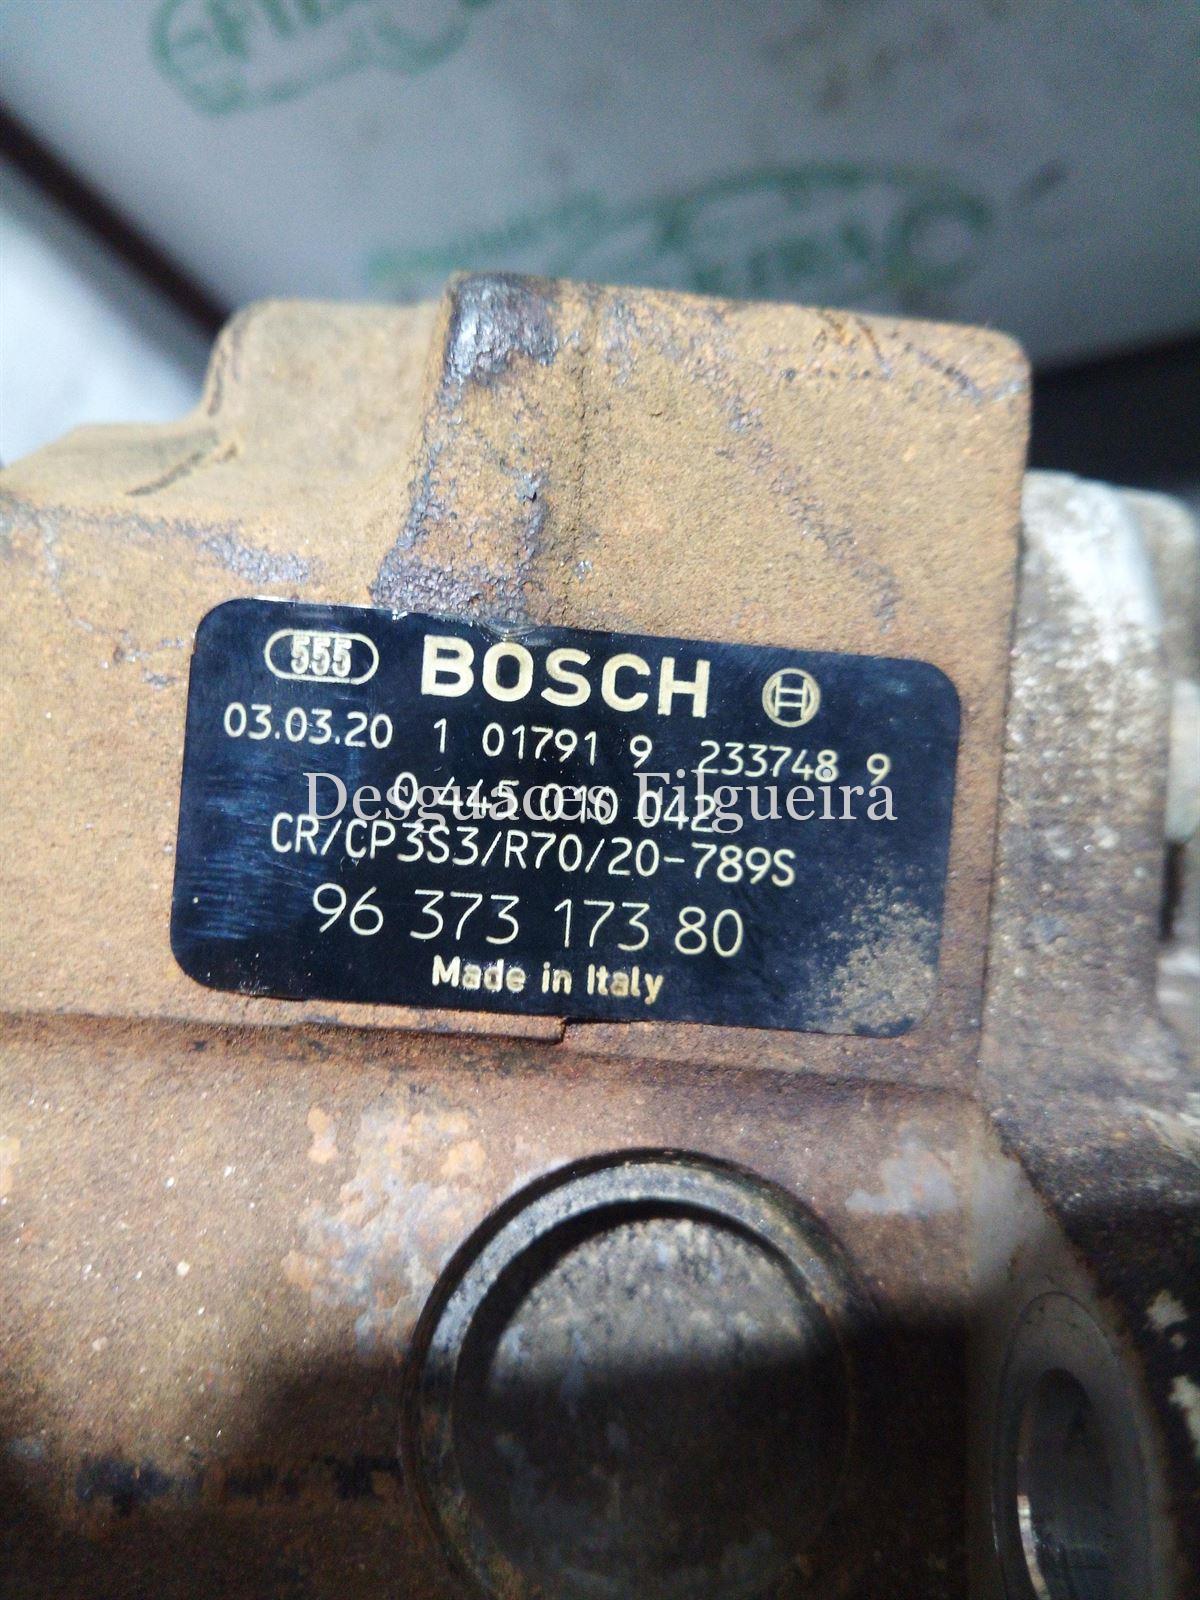 555 BOSCH
03.03.20 1 01791 9 233748 9
0 445 010 042
Desguaces Filgueira
CR/CP3S3/R70/20-789S
96 373 173 80
Made in Italy